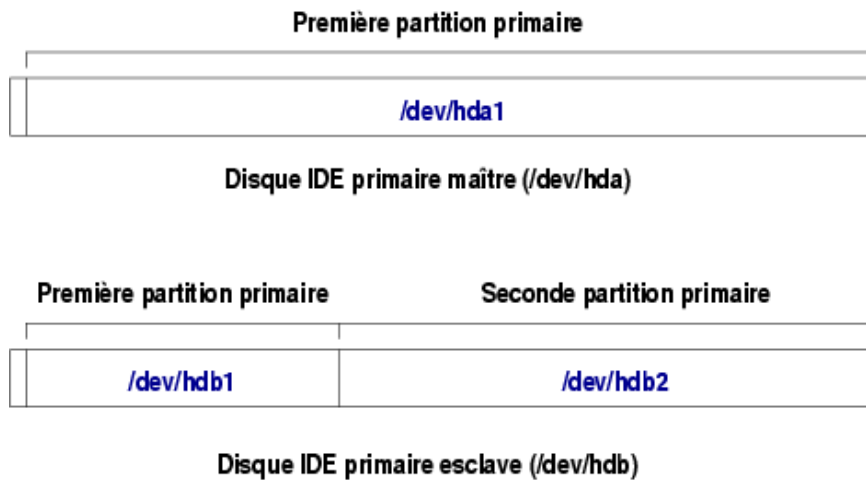 Première partition primaire
/dev/hda1
Disque IDE primaire maître (/dev/hda)
Première partition primaire Seconde partition primaire
/dev/hdb1 /dev/hdb2
Disque IDE primaire esclave (/dev/hdb)